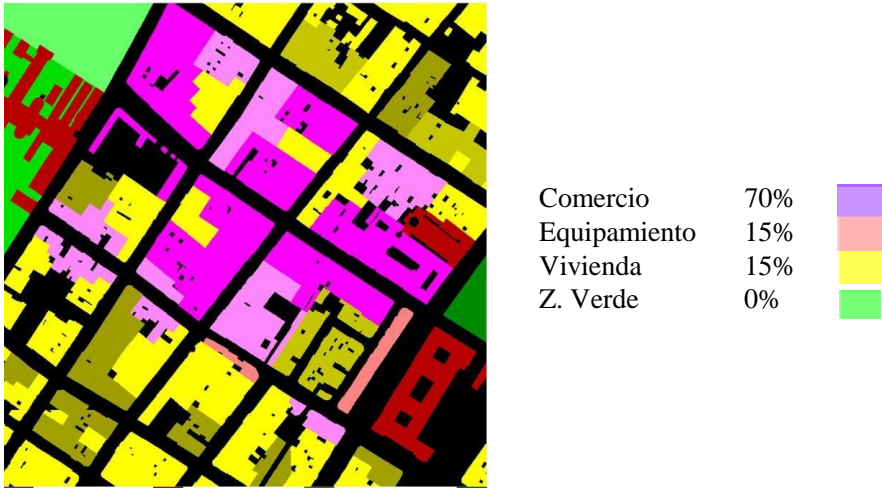 Comercio 70%
Equipamiento 15%
Vivienda 15%
Z. Verde 0%